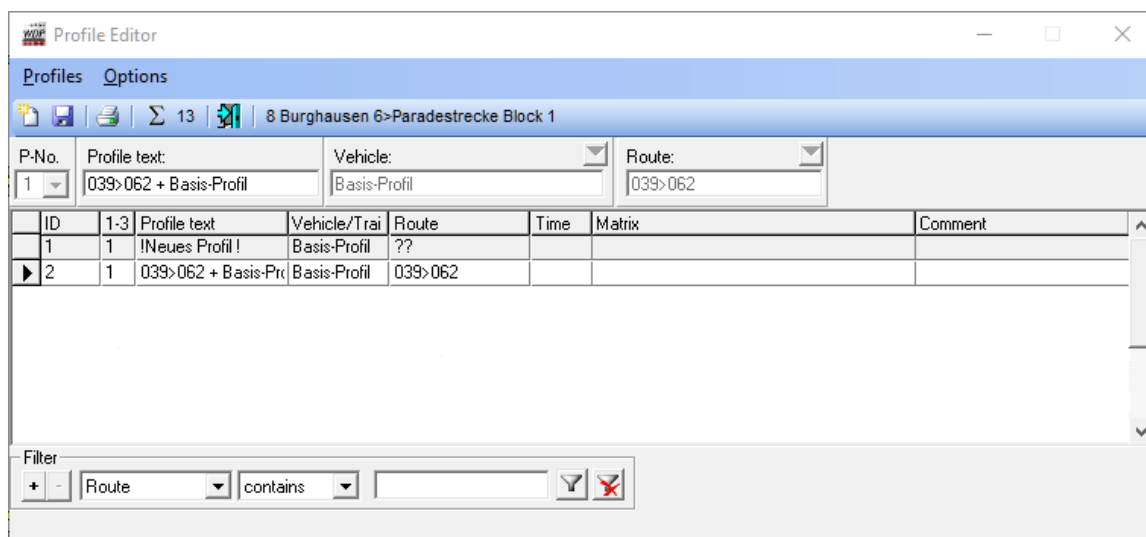 WDP Profile Editor
Profiles Options
Σ 13 8 Burghausen 6>Paradestrecke Block 1
P-No. Profile text: Vehicle: Route:
1 039>062 + Basis-Profil Basis-Profil 039>062
ID 1-3 Profile text Vehicle/Trai Route Time Matrix Comment
1 1 !Neues Profil ! Basis-Profil ??
2 1 039>062 + Basis-Pro Basis-Profil 039>062
Filter
+ - Route contains